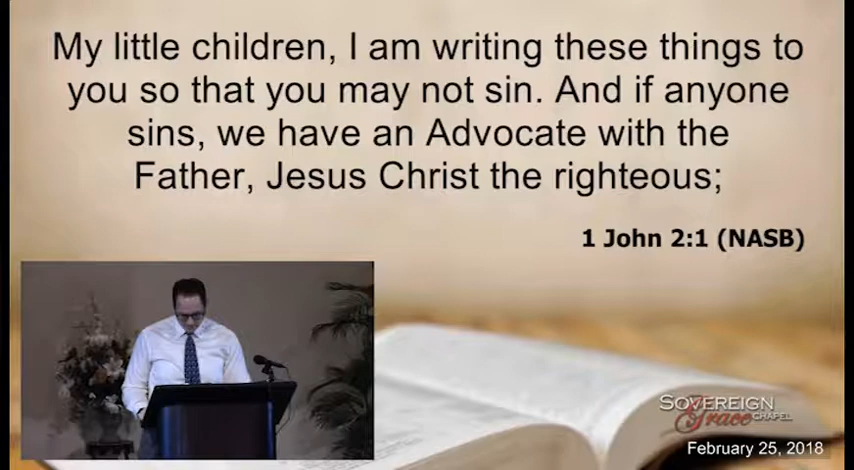 My little children, I am writing these things to
you so that you may not sin. And if anyone
sins, we have an Advocate with the
Father, Jesus Christ the righteous;
1 John 2:1 (NASB)
SOVEREIGN
Grace CHAPEL
February 25, 2018